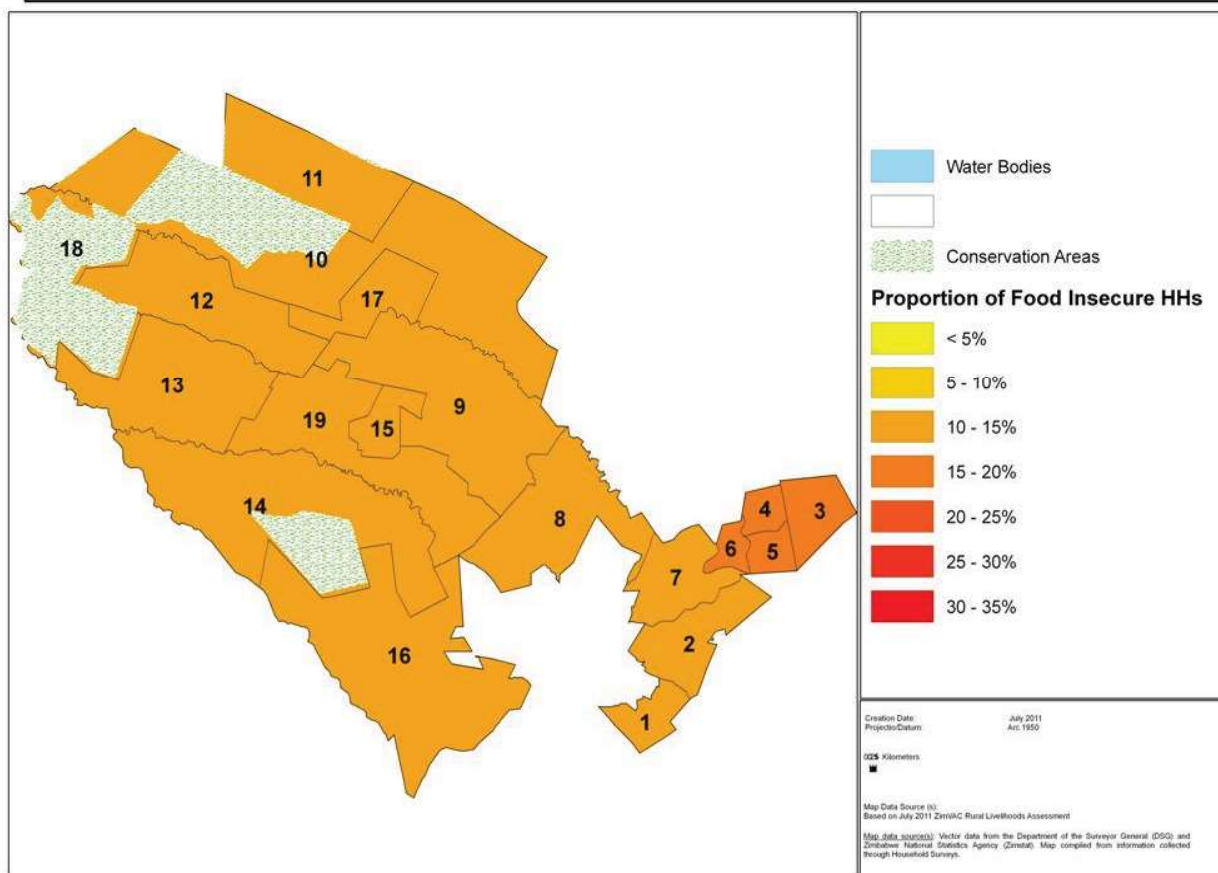 11
18
10
12
17
13
9
19
15
14
8
4
3
6
5
7
16
2
1
Water Bodies
Conservation Areas
Proportion of Food Insecure HHs
< 5%
5 - 10%
10 - 15%
15 - 20%
20 - 25%
25 - 30%
30 - 35%
Creation Date: July 2011
Projectio/Datum: Arc 1950
Kilometers
Map Data Source (s):
Based on July 2011 ZimVAC Rural Livelihoods Assessment
Map data source(s): Vector data from the Department of the Surveyor General (DSG) and
Zimbabwe National Statistics Agency (Zimstat). Map compiled from information collected
through Household Surveys.